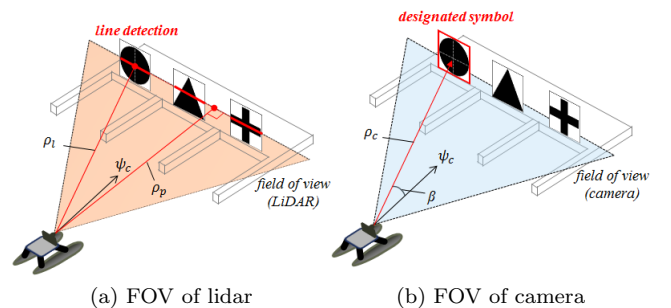 line detection
ρl
ψc
ρp
field of view
(LiDAR)
(a) FOV of lidar
designated symbol
ρc
ψc
β
field of view
(camera)
(b) FOV of camera